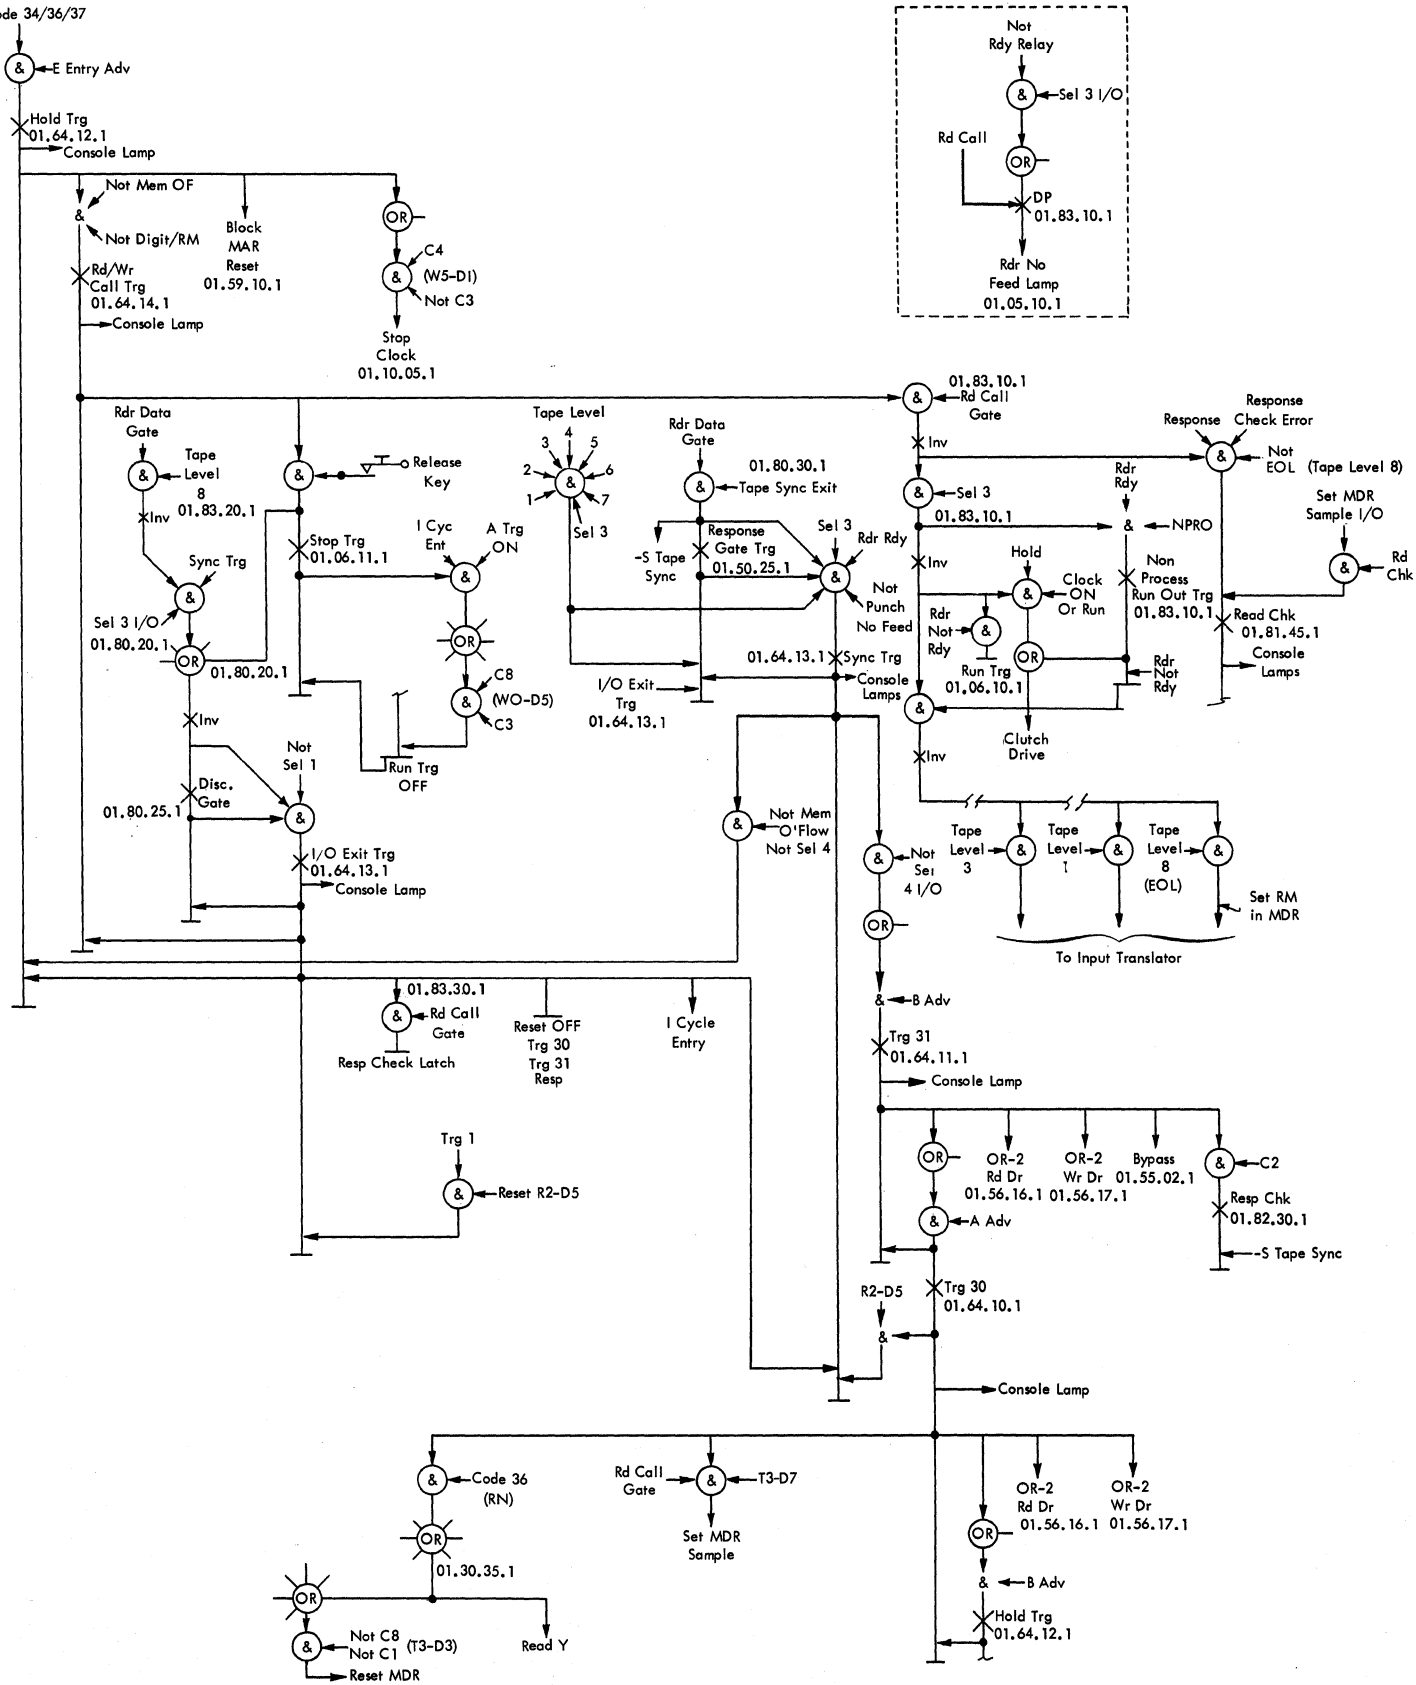 ode 34/36/37
&
E Entry Adv
Hold Trg
01.64.12.1
Console Lamp
Not Mem OF
&
Not Digit/RM
Rd/Wr
Call Trg
01.64.14.1
Console Lamp
Block
MAR
Reset
01.59.10.1
OR
C4
&
(W5-D1)
Not C3
Stop
Clock
01.10.05.1
Not
Rdy Relay
&
Sel 3 I/O
Rd Call
OR
DP
01.83.10.1
Rdr No
Feed Lamp
01.05.10.1
Rdr Data
Gate
&
Tape
Level
8
01.83.20.1
Inv
Sync Trg
&
Sel 3 I/O
01.80.20.1
OR
01.80.20.1
Inv
Disc.
Gate
01.80.25.1
Not
Sel 1
&
I/O Exit Trg
01.64.13.1
Console Lamp
&
Release
Key
Stop Trg
01.06.11.1
I Cyc
Ent
A Trg
ON
&
OR
C8
&
(WO-D5)
C3
Run Trg
OFF
Tape Level
1
2
3
4
5
6
7
&
Sel 3
Rdr Data
Gate
01.80.30.1
&
Tape Sync Exit
-S Tape
Sync
Response
Gate Trg
01.50.25.1
Sel 3
Rdr Rdy
&
Not
Punch
No Feed
01.64.13.1
Sync Trg
I/O Exit
Trg
01.64.13.1
Console
Lamps
01.83.10.1
&
Rd Call
Gate
Inv
&
Sel 3
01.83.10.1
Inv
Rdr
Not
Rdy
&
Run Trg
01.06.10.1
Hold
&
Clock
ON
Or Run
OR
Clutch
Drive
&
Inv
Rdr
Rdy
&
NPRO
Non
Process
Run Out Trg
01.83.10.1
Rdr
Not
Rdy
Response
Response
Check Error
&
Not
EOL
(Tape Level 8)
Set MDR
Sample I/O
&
Rd
Chk
Read Chk
01.81.45.1
Console
Lamps
&
Not Mem
O'Flow
Not Sel 4
&
Not
Sel
4 I/O
OR
&
B Adv
Trg 31
01.64.11.1
Console Lamp
Tape
Level
3
&
Tape
Level
1
&
Tape
Level
8
(EOL)
&
Set RM
in MDR
To Input Translator
01.83.30.1
&
Rd Call
Gate
Resp Check Latch
Reset OFF
Trg 30
Trg 31
Resp
I Cycle
Entry
Trg 1
&
Reset R2-D5
OR
OR-2
Rd Dr
01.56.16.1
OR-2
Wr Dr
01.56.17.1
Bypass
01.55.02.1
&
C2
Resp Chk
01.82.30.1
-S Tape Sync
&
A Adv
Trg 30
01.64.10.1
R2-D5
&
Console Lamp
&
Code 36
(RN)
OR
01.30.35.1
OR
&
Not C8
Not C1
(T3-D3)
Reset MDR
Read Y
Rd Call
Gate
&
T3-D7
Set MDR
Sample
OR
OR-2
Rd Dr
01.56.16.1
OR-2
Wr Dr
01.56.17.1
&
B Adv
Hold Trg
01.64.12.1